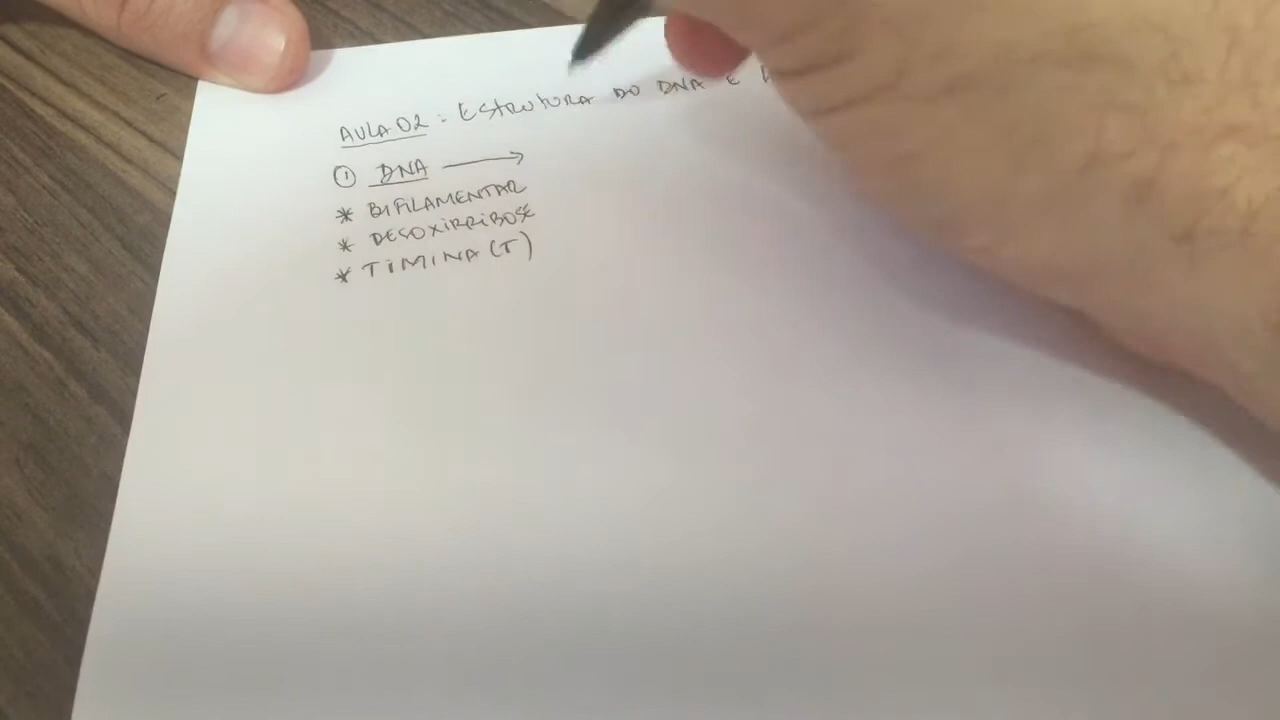 AULA 02 : ESTRUTURA DO DNA E
① DNA →
* BIFILAMENTAR
* DESOXIRRIBOSE
* TIMINA (T)